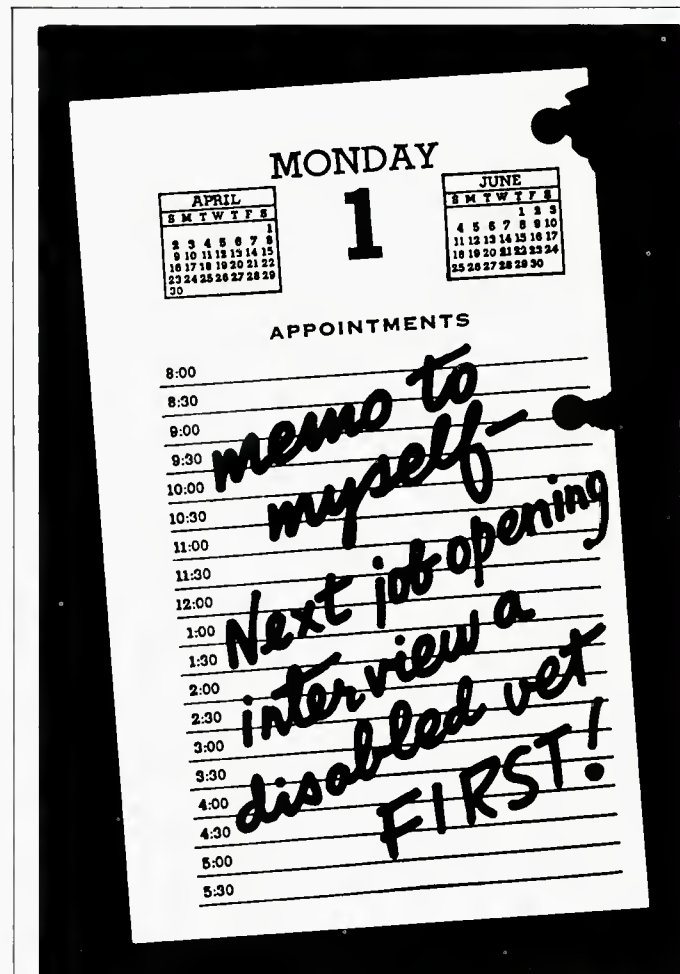 MONDAY
1
APRIL
S M T W T F S
1
2 3 4 5 6 7 8
9 10 11 12 13 14 15
16 17 18 19 20 21 22
23 24 25 26 27 28 29
30
JUNE
S M T W T F S
1 2 3
4 5 6 7 8 9 10
11 12 13 14 15 16 17
18 19 20 21 22 23 24
25 26 27 28 29 30
APPOINTMENTS
8:00
8:30
9:00
9:30
10:00
10:30
11:00
11:30
12:00
1:00
1:30
2:00
2:30
3:00
3:30
4:00
4:30
5:00
5:30
memo to
myself—
Next job opening
interview a
disabled vet
FIRST!